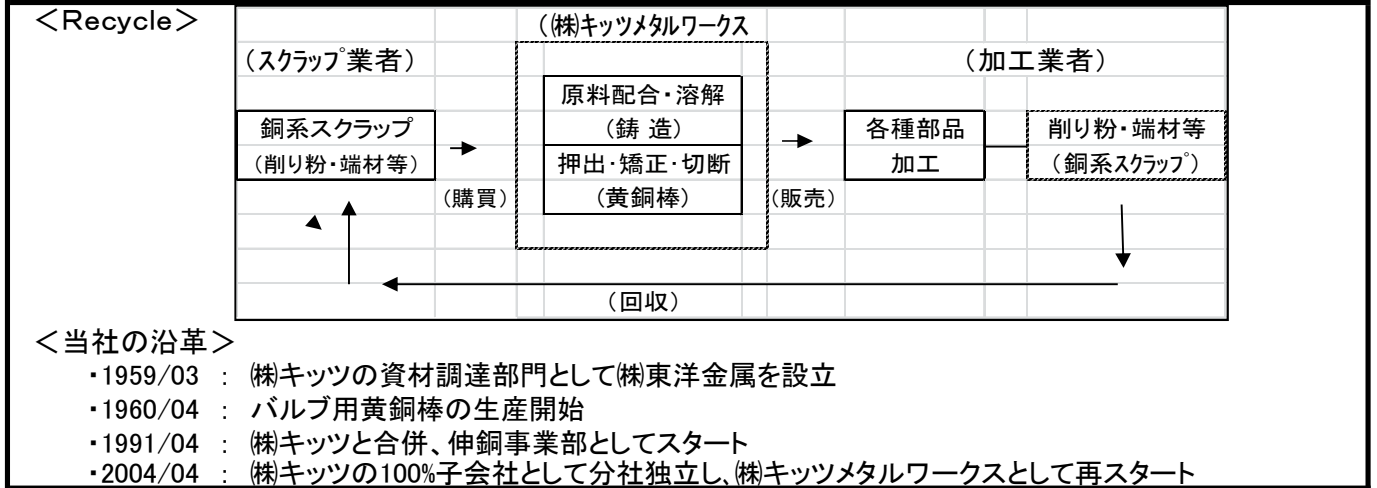 ＜Recycle＞
（㈱キッツメタルワークス
（ｽｸﾗｯﾌﾟ業者）
（加工業者）
原料配合・溶解
（鋳 造）
銅系スクラップ
（削り粉・端材等）
押出・矯正・切断
（黄銅棒）
各種部品
加工
削り粉・端材等
（銅系ｽｸﾗｯﾌﾟ）
（購買）
（販売）
（回収）
＜当社の沿革＞
・1959/03 ： ㈱キッツの資材調達部門として㈱東洋金属を設立
・1960/04 ： バルブ用黄銅棒の生産開始
・1991/04 ： ㈱キッツと合併、伸銅事業部としてスタート
・2004/04 ： ㈱キッツの100%子会社として分社独立し、㈱キッツメタルワークスとして再スタート